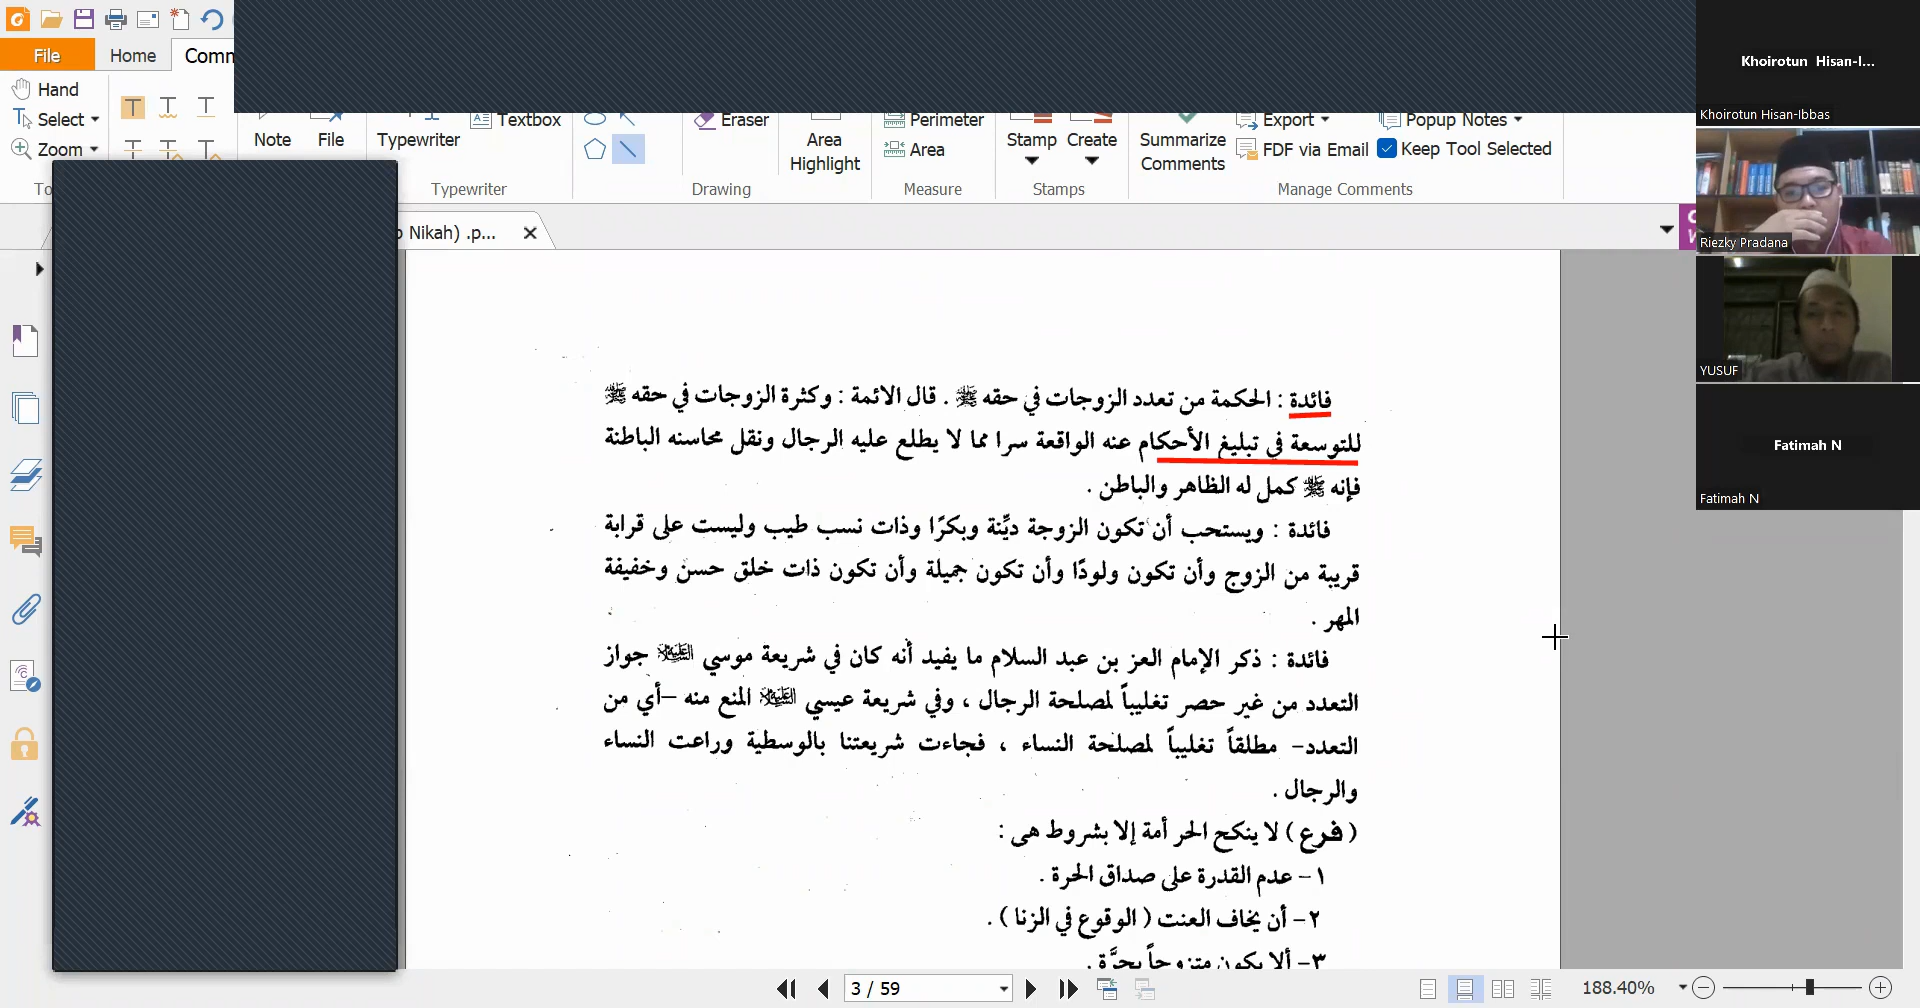 File
Home
Comm
Hand
Select
Zoom
Note
File
Typewriter
Textbox
Typewriter
Eraser
Drawing
Area
Highlight
Perimeter
Area
Measure
Stamp
Create
Stamps
Summarize
Comments
Export
FDF via Email
Popup Notes
Keep Tool Selected
Manage Comments
Nikah) .p...
Khoirotun Hisan-I...
Khoirotun Hisan-Ibbas
Riezky Pradana
YUSUF
Fatimah N
Fatimah N
فائدة : الحكمة من تعدد الزوجات في حقه ﷺ . قال الائمة : وكثرة الزوجات في حقه ﷺ
للتوسعة في تبليغ الأحكام عنه الواقعة سرا مما لا يطلع عليه الرجال ونقل محاسنه الباطنة
فإنه ﷺ كمل له الظاهر والباطن .
فائدة : ويستحب أن تكون الزوجة ديِّنة وبكرًا وذات نسب طيب وليست على قرابة
قريبة من الزوج وأن تكون ولودًا وأن تكون جميلة وأن تكون ذات خلق حسن وخفيفة
المهر .
فائدة : ذكر الإمام العز بن عبد السلام ما يفيد أنه كان في شريعة موسي عليه السلام جواز
التعدد من غير حصر تغليباً لمصلحة الرجال ، وفي شريعة عيسي عليه السلام المنع منه –أي من
التعدد– مطلقاً تغليباً لمصلحة النساء ، فجاءت شريعتنا بالوسطية وراعت النساء
والرجال .
( فرع ) لا ينكح الحر أمة إلا بشروط هى :
١– عدم القدرة على صداق الحرة .
٢– أن يخاف العنت ( الوقوع في الزنا ) .
٣– ألا يكون متزوجاً بحرَّة .
3 / 59
188.40%